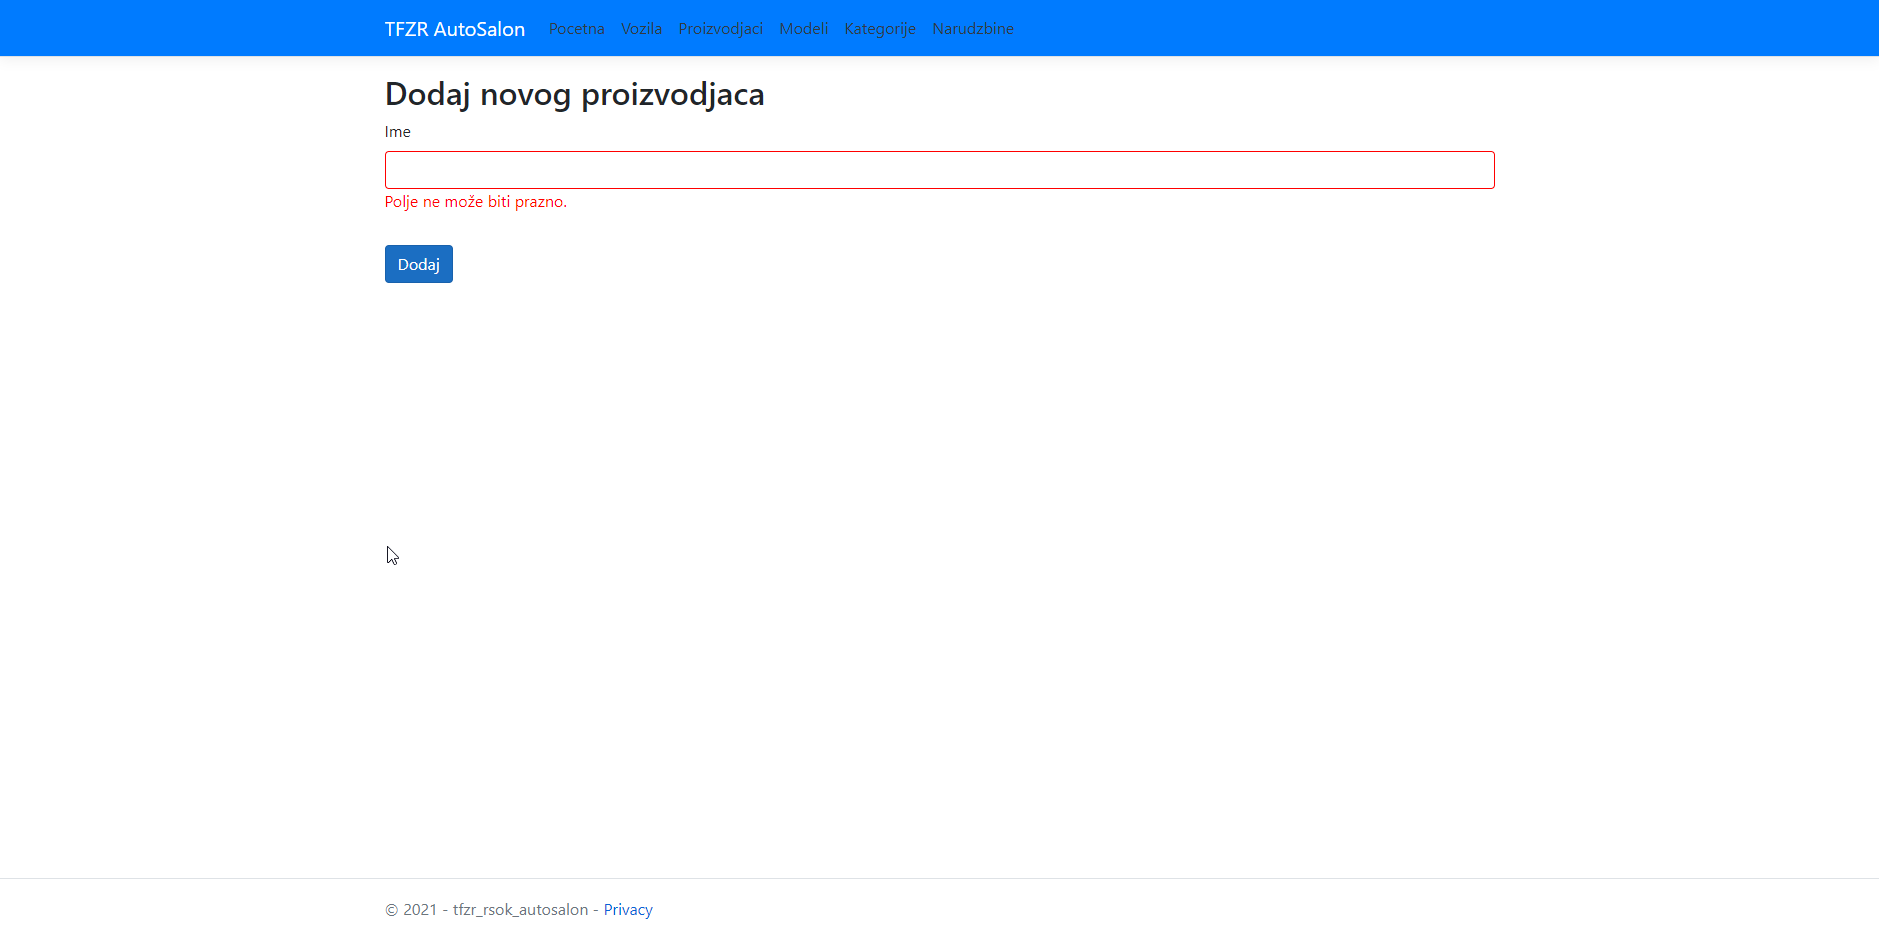 TFZR AutoSalon Pocetna Vozila Proizvodjaci Modeli Kategorije Narudzbine
Dodaj novog proizvodjaca
Ime
Polje ne može biti prazno.
Dodaj
© 2021 - tfzr_rsok_autosalon - Privacy